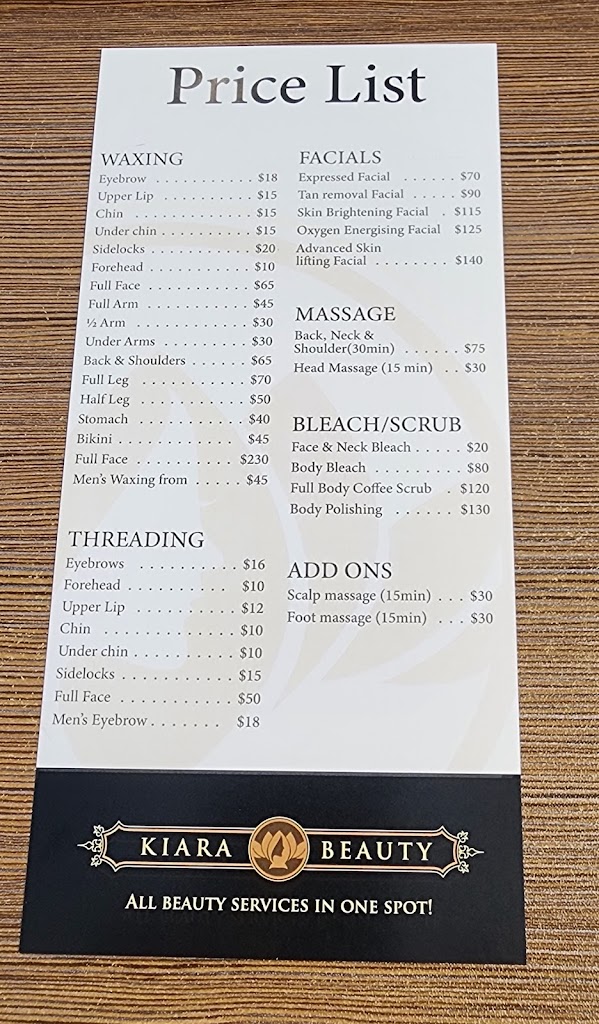 Price List
WAXING
Eyebrow . . . . . . . . . . . $18
Upper Lip . . . . . . . . . . $15
Chin . . . . . . . . . . . . . $15
Under chin . . . . . . . . . . $15
Sidelocks . . . . . . . . . . . $20
Forehead . . . . . . . . . . . $10
Full Face . . . . . . . . . . . . $65
Full Arm . . . . . . . . . . . $45
½ Arm . . . . . . . . . . . . $30
Under Arms . . . . . . . . . $30
Back & Shoulders . . . . . . $65
Full Leg . . . . . . . . . . . $70
Half Leg . . . . . . . . . . . $50
Stomach . . . . . . . . . . . $40
Bikini . . . . . . . . . . . . . $45
Full Face . . . . . . . . . . $230
Men's Waxing from . . . . . $45
THREADING
Eyebrows . . . . . . . . . . $16
Forehead . . . . . . . . . . $10
Upper Lip . . . . . . . . . . $12
Chin . . . . . . . . . . . . . $10
Under chin . . . . . . . . . . $10
Sidelocks . . . . . . . . . . . $15
Full Face . . . . . . . . . . . $50
Men's Eyebrow . . . . . . . $18
FACIALS
Expressed Facial . . . . . . $70
Tan removal Facial . . . . . $90
Skin Brightening Facial . $115
Oxygen Energising Facial $125
Advanced Skin
lifting Facial . . . . . . . . $140
MASSAGE
Back, Neck &
Shoulder(30min) . . . . . . $75
Head Massage (15 min) . . $30
BLEACH/SCRUB
Face & Neck Bleach . . . . . $20
Body Bleach . . . . . . . . . $80
Full Body Coffee Scrub . $120
Body Polishing . . . . . . $130
ADD ONS
Scalp massage (15min) . . . $30
Foot massage (15min) . . . $30
KIARA BEAUTY
ALL BEAUTY SERVICES IN ONE SPOT!